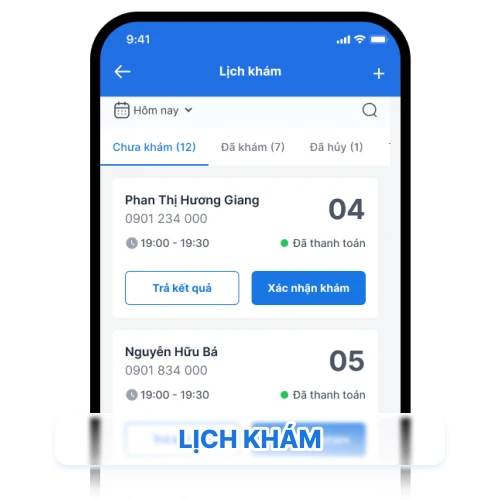 9:41
Lịch khám
Hôm nay
Chưa khám (12) Đã khám (7) Đã hủy (1)
Phan Thị Hương Giang
04
0901 234 000
19:00 - 19:30 Đã thanh toán
Trả kết quả Xác nhận khám
Nguyễn Hữu Bá
05
0901 834 000
19:00 - 19:30 Đã thanh toán
LỊCH KHÁM